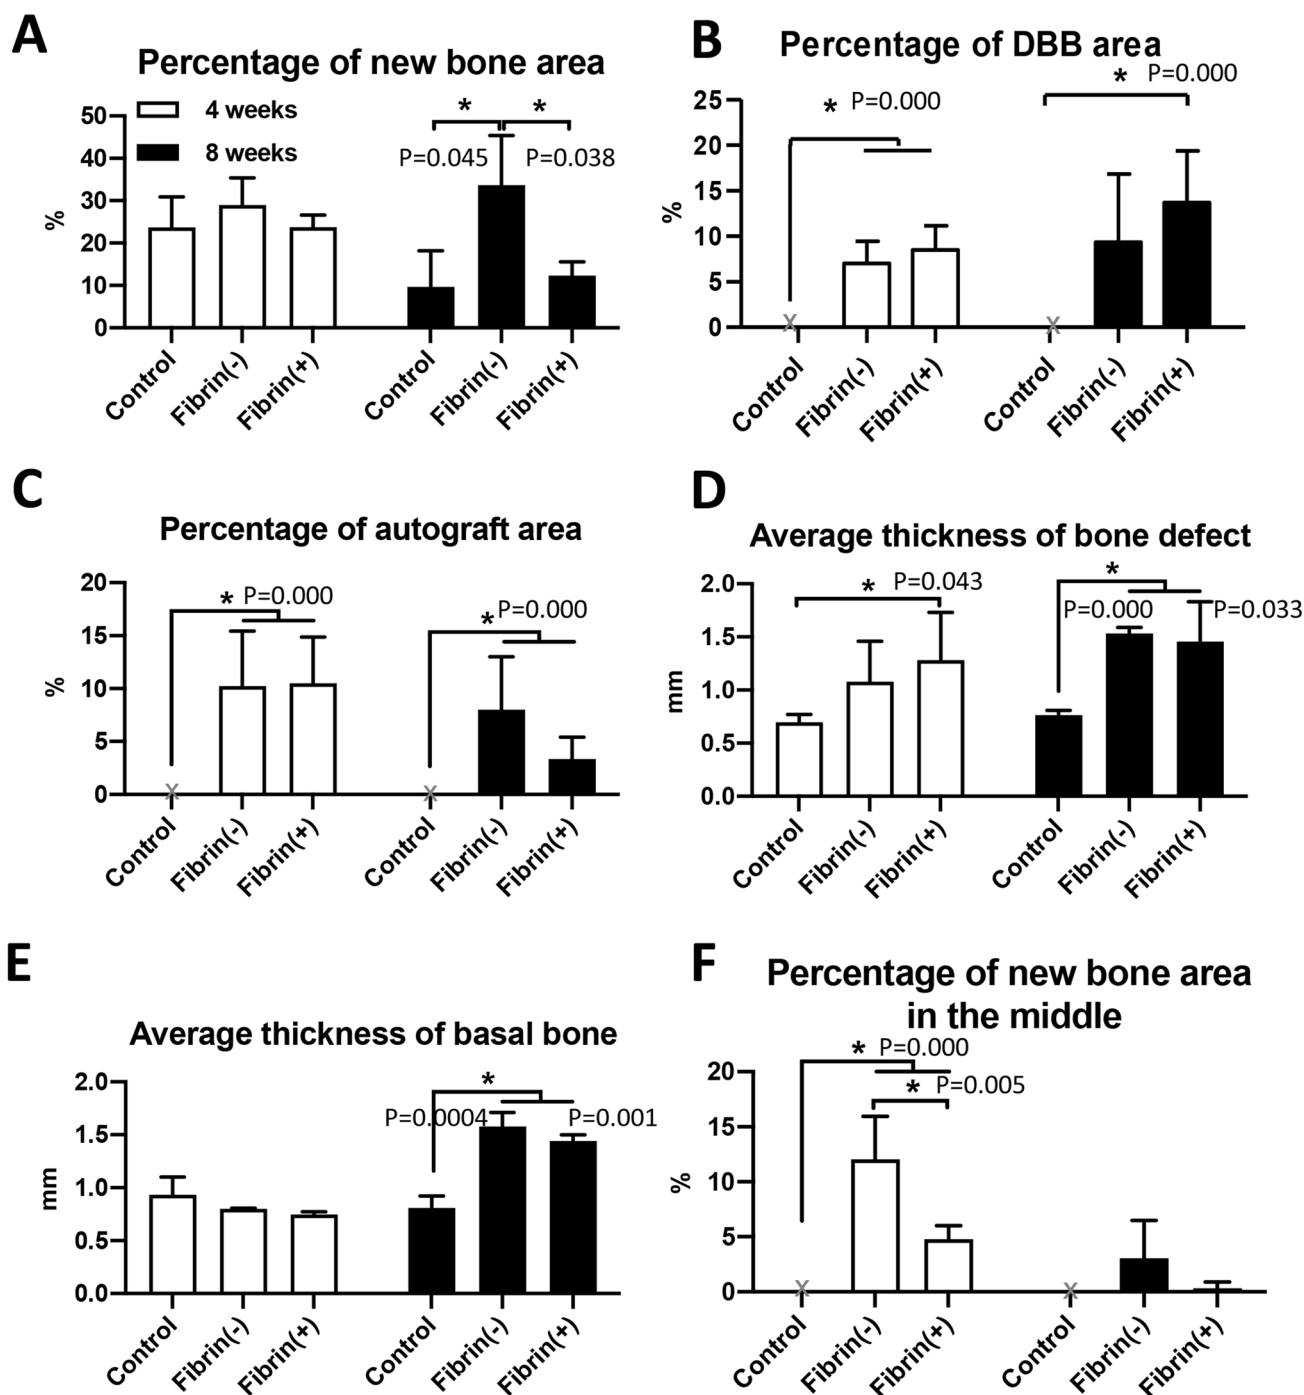 A
Percentage of new bone area
4 weeks
8 weeks
50
40
30
20
10
0
%
* *
P=0.045 P=0.038
Control Fibrin(-) Fibrin(+) Control Fibrin(-) Fibrin(+)
B
Percentage of DBB area
* P=0.000
* P=0.000
25
20
15
10
5
0
%
X X
Control Fibrin(-) Fibrin(+) Control Fibrin(-) Fibrin(+)
C
Percentage of autograft area
20
15
10
5
0
%
* P=0.000
* P=0.000
X X
Control Fibrin(-) Fibrin(+) Control Fibrin(-) Fibrin(+)
D
Average thickness of bone defect
2.0
1.5
1.0
0.5
0.0
mm
* P=0.043
*
P=0.000 P=0.033
Control Fibrin(-) Fibrin(+) Control Fibrin(-) Fibrin(+)
E
Average thickness of basal bone
2.0
1.5
1.0
0.5
0.0
mm
*
P=0.0004 P=0.001
Control Fibrin(-) Fibrin(+) Control Fibrin(-) Fibrin(+)
F
Percentage of new bone area
in the middle
* P=0.000
* P=0.005
20
15
10
5
0
%
X X
Control Fibrin(-) Fibrin(+) Control Fibrin(-) Fibrin(+)